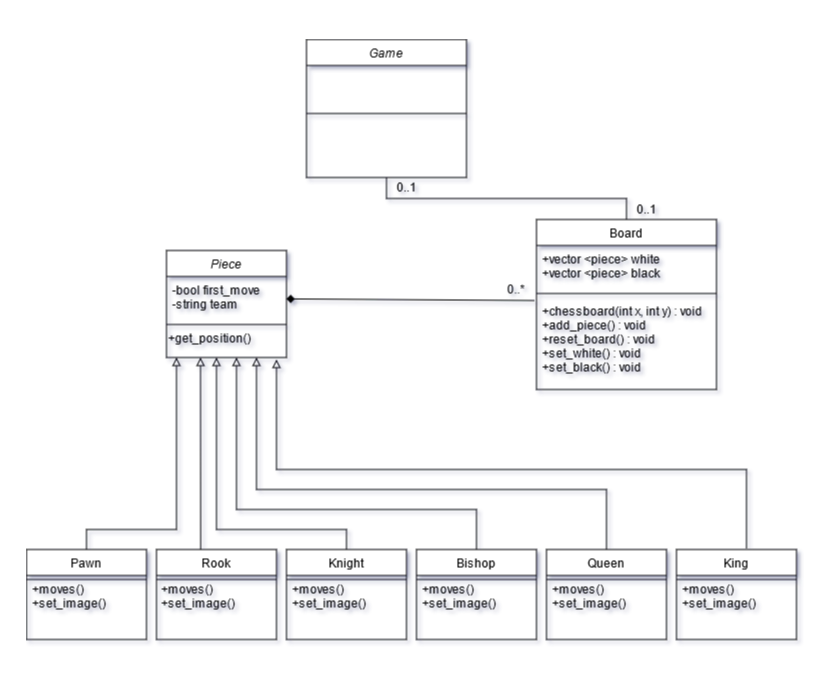 Game
0..1
0..1
Board
+vector <piece> white
+vector <piece> black
+chessboard(int x, int y) : void
+add_piece() : void
+reset_board() : void
+set_white() : void
+set_black() : void
Piece
-bool first_move
-string team
+get_position()
0..*
Pawn
+moves()
+set_image()
Rook
+moves()
+set_image()
Knight
+moves()
+set_image()
Bishop
+moves()
+set_image()
Queen
+moves()
+set_image()
King
+moves()
+set_image()